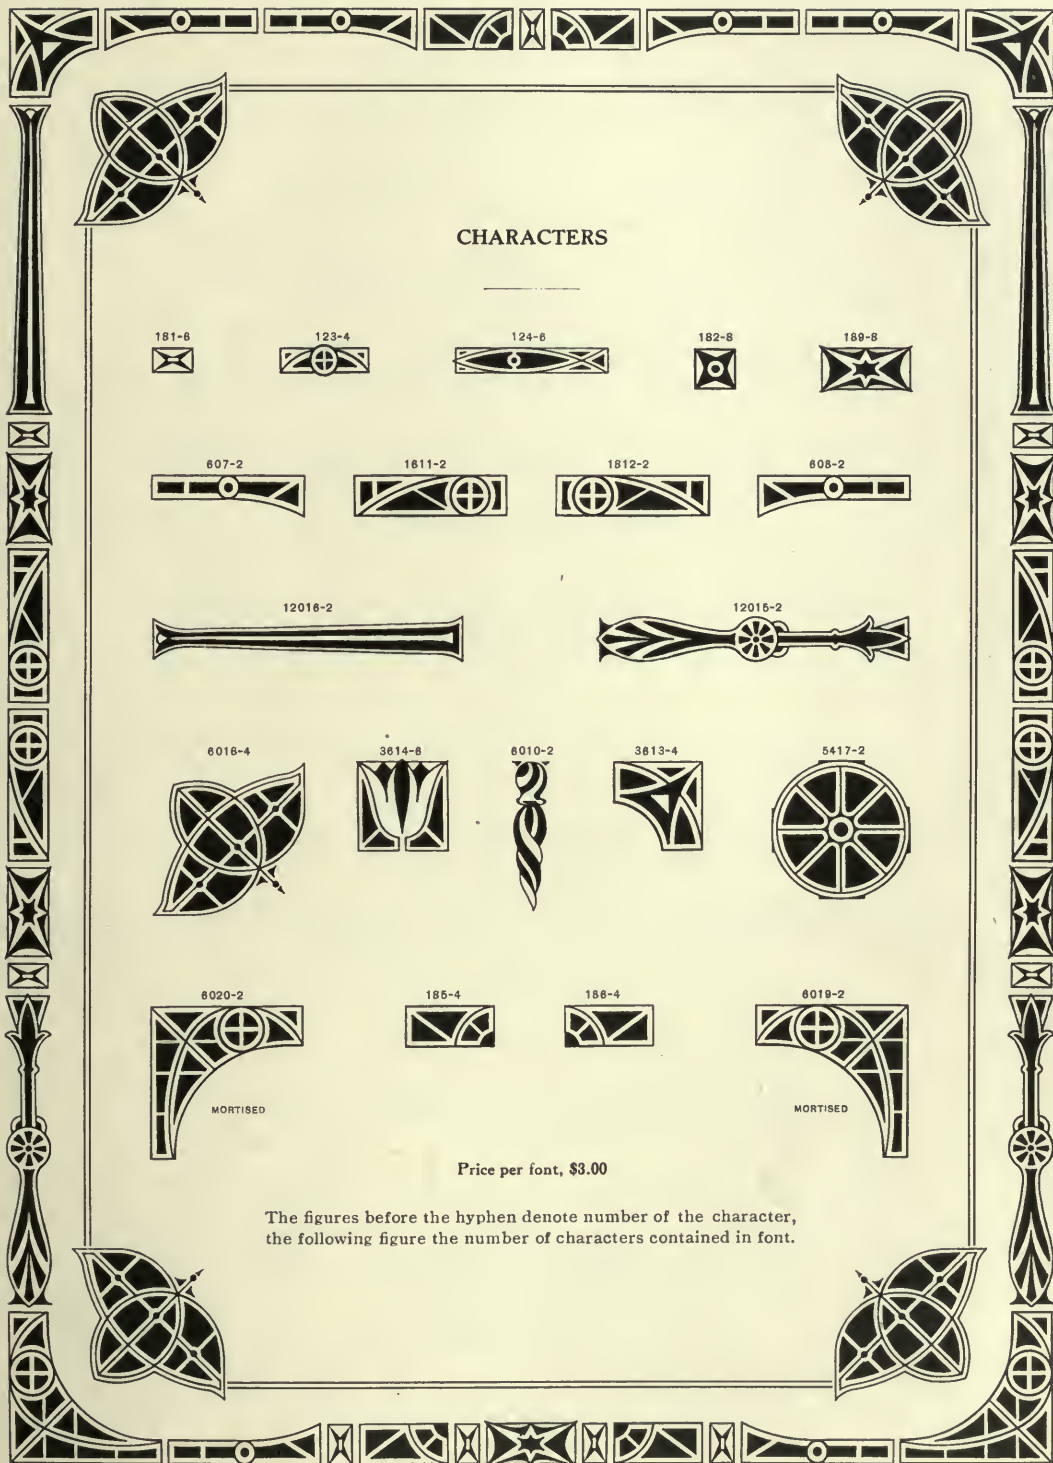 CHARACTERS
181-6 123-4 124-6 182-8 189-8
607-2 1811-2 1812-2 608-2
12016-2 12015-2
6016-4 3614-6 6010-2 3613-4 5417-2
6020-2 185-4 186-4 6019-2
MORTISED MORTISED
Price per font, $3.00
The figures before the hyphen denote number of the character,
the following figure the number of characters contained in font.